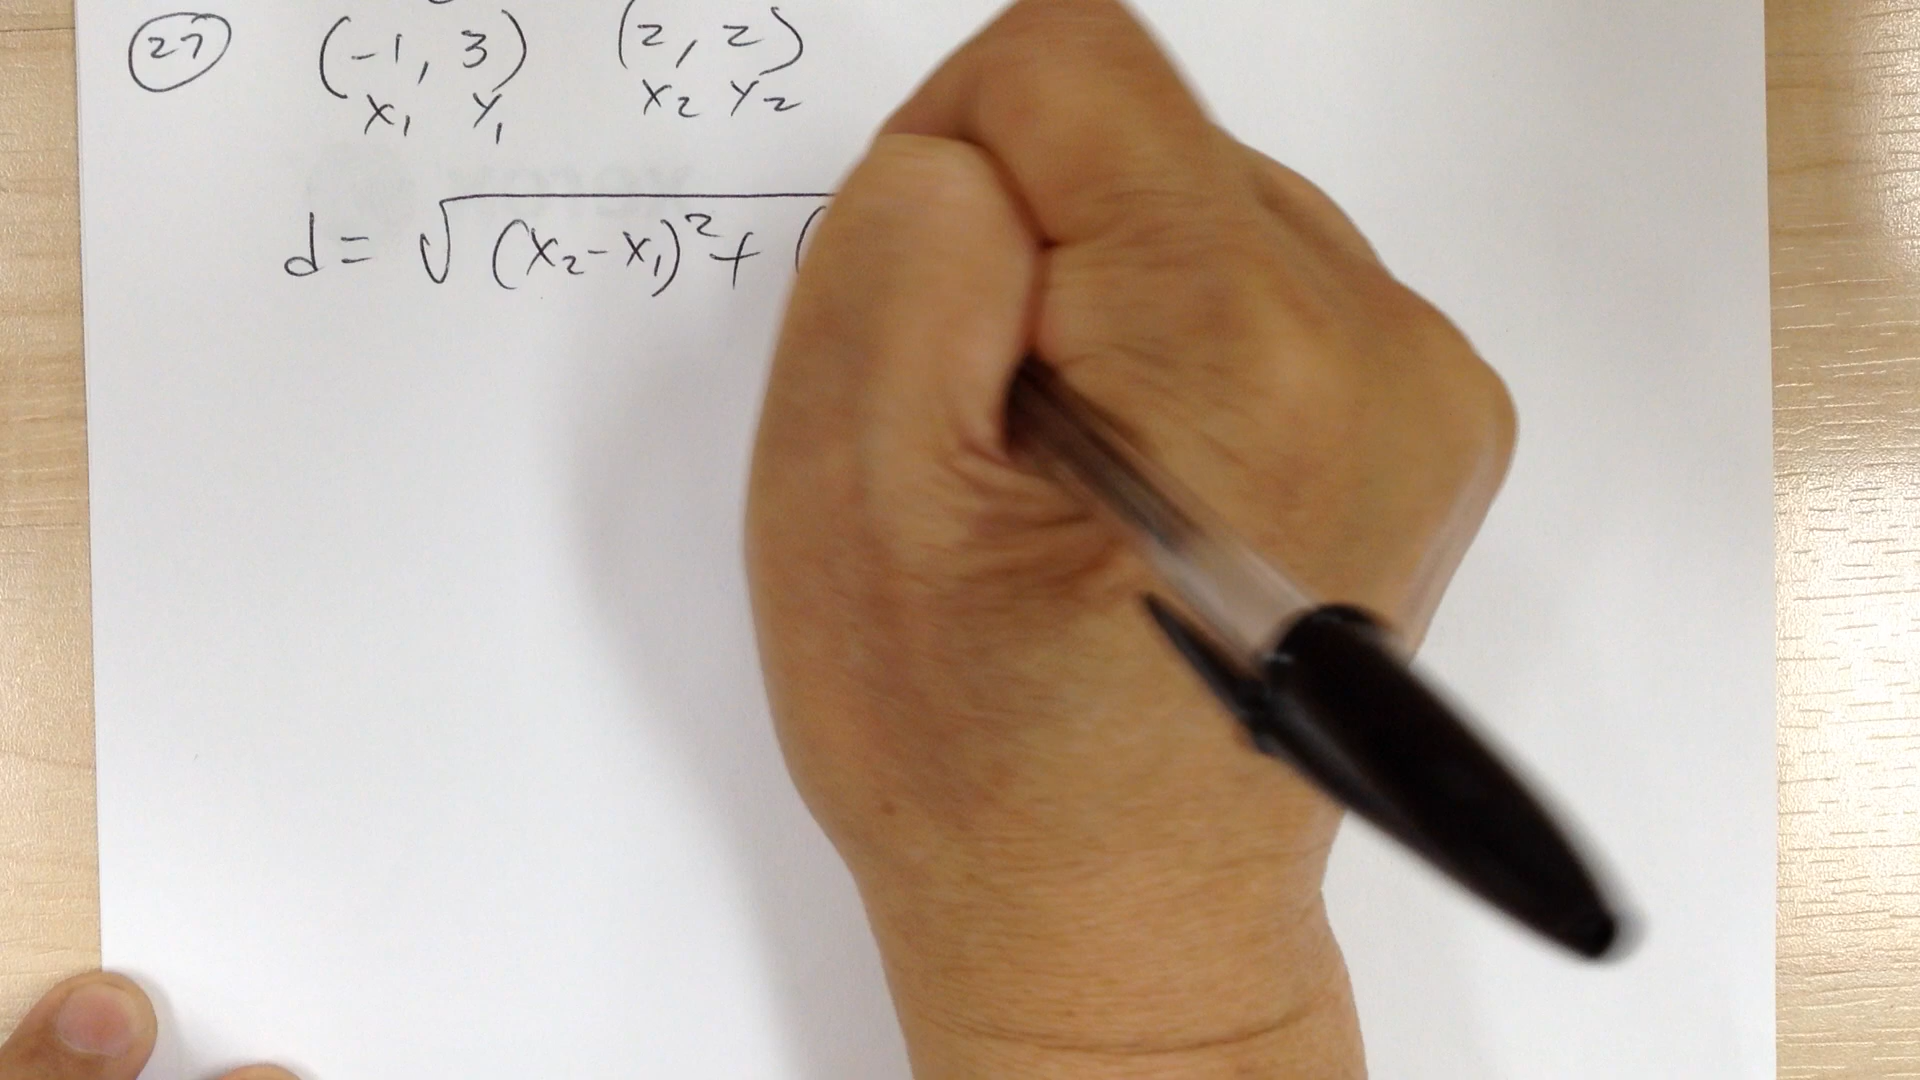 27 (-1, 3) (2, 2)
x₁ y₁ x₂ y₂
d = √(x₂-x₁)²+ (